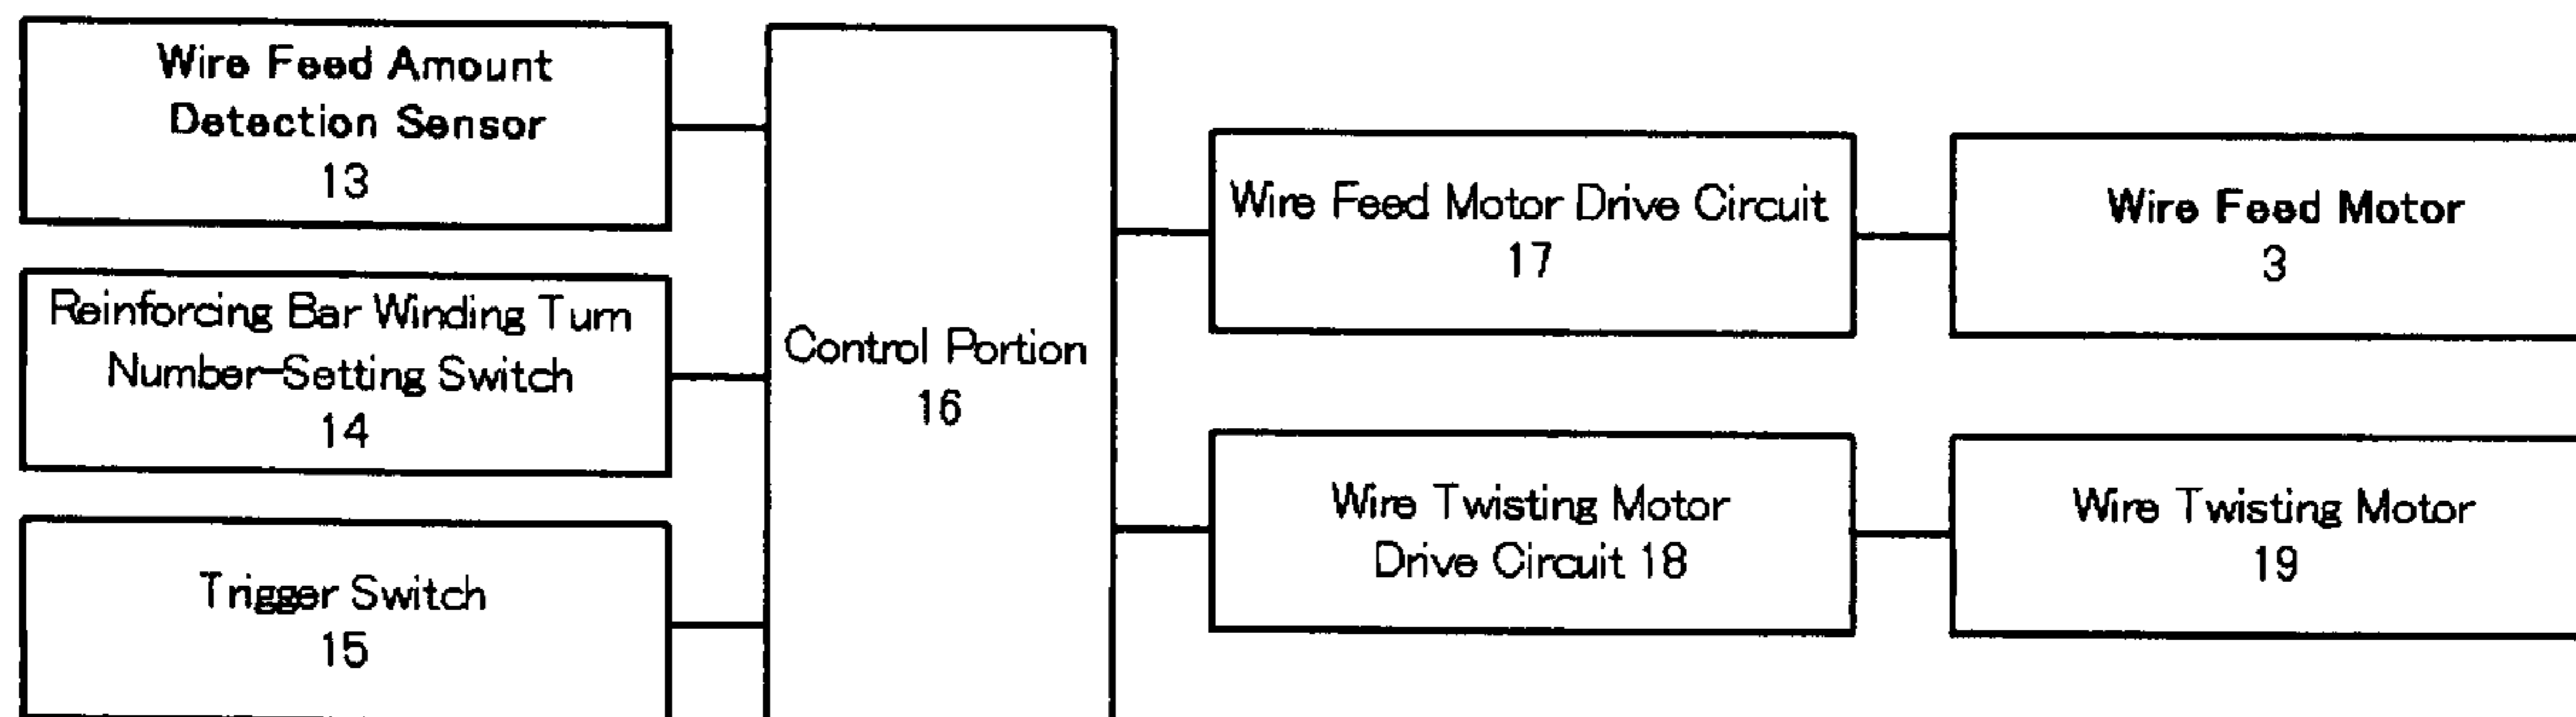 Wire Feed Amount
Detection Sensor
13
Reinforcing Bar Winding Turn
Number-Setting Switch
14
Trigger Switch
15
Control Portion
16
Wire Feed Motor Drive Circuit
17
Wire Twisting Motor
Drive Circuit 18
Wire Feed Motor
3
Wire Twisting Motor
19